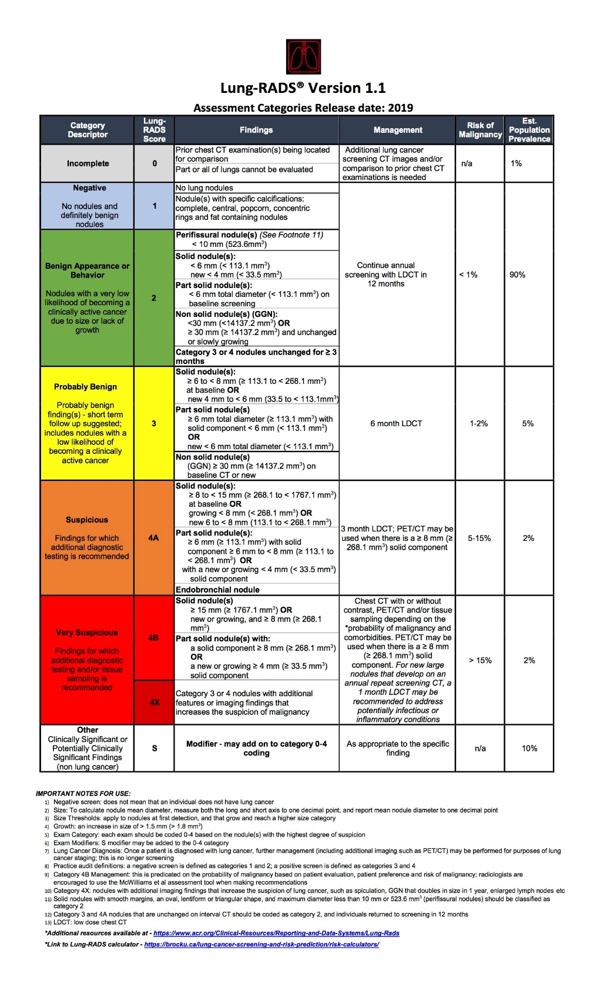 Lung-RADS® Version 1.1
Assessment Categories Release date: 2019
Category
Descriptor
Lung-
RADS
Score
Findings
Management
Risk of
Malignancy
Est.
Population
Prevalence
Incomplete
0
Prior chest CT examination(s) being located
for comparison
Part or all of lungs cannot be evaluated
Additional lung cancer
screening CT images and/or
comparison to prior chest CT
examinations is needed
n/a
1%
Negative
No nodules and
definitely benign
nodules
1
No lung nodules
Nodule(s) with specific calcifications:
complete, central, popcorn, concentric
rings and fat containing nodules
Benign Appearance or
Behavior
Nodules with a very low
likelihood of becoming a
clinically active cancer
due to size or lack of
growth
2
Perifissural nodule(s) (See Footnote 11)
< 10 mm (523.6mm³)
Solid nodule(s):
< 6 mm (< 113.1 mm³)
new < 4 mm (< 33.5 mm³)
Part solid nodule(s):
< 6 mm total diameter (< 113.1 mm³) on
baseline screening
Non solid nodule(s) (GGN):
<30 mm (<14137.2 mm³) OR
≥ 30 mm (≥ 14137.2 mm³) and unchanged
or slowly growing
Category 3 or 4 nodules unchanged for ≥ 3
months
Continue annual
screening with LDCT in
12 months
< 1%
90%
Probably Benign
Probably benign
finding(s) - short term
follow up suggested;
includes nodules with a
low likelihood of
becoming a clinically
active cancer
3
Solid nodule(s):
≥ 6 to < 8 mm (≥ 113.1 to < 268.1 mm³)
at baseline OR
new 4 mm to < 6 mm (33.5 to < 113.1mm³)
Part solid nodule(s)
≥ 6 mm total diameter (≥ 113.1 mm³) with
solid component < 6 mm (< 113.1 mm³)
OR
new < 6 mm total diameter (< 113.1 mm³)
Non solid nodule(s)
(GGN) ≥ 30 mm (≥ 14137.2 mm³) on
baseline CT or new
6 month LDCT
1-2%
5%
Suspicious
Findings for which
additional diagnostic
testing is recommended
4A
Solid nodule(s):
≥ 8 to < 15 mm (≥ 268.1 to < 1767.1 mm³)
at baseline OR
growing < 8 mm (< 268.1 mm³) OR
new 6 to < 8 mm (113.1 to < 268.1 mm³)
Part solid nodule(s):
≥ 6 mm (≥ 113.1 mm³) with solid
component ≥ 6 mm to < 8 mm (≥ 113.1 to
< 268.1 mm³) OR
with a new or growing < 4 mm (< 33.5 mm³)
solid component
Endobronchial nodule
3 month LDCT; PET/CT may be
used when there is a ≥ 8 mm (≥
268.1 mm³) solid component
5-15%
2%
Very Suspicious
Findings for which
additional diagnostic
testing and/or tissue
sampling is
recommended
4B
Solid nodule(s)
≥ 15 mm (≥ 1767.1 mm³) OR
new or growing, and ≥ 8 mm (≥ 268.1
mm³)
Part solid nodule(s) with:
a solid component ≥ 8 mm (≥ 268.1 mm³)
OR
a new or growing ≥ 4 mm (≥ 33.5 mm³)
solid component
4X
Category 3 or 4 nodules with additional
features or imaging findings that
increases the suspicion of malignancy
Chest CT with or without
contrast, PET/CT and/or tissue
sampling depending on the
*probability of malignancy and
comorbidities. PET/CT may be
used when there is a ≥ 8 mm
(≥ 268.1 mm³) solid
component. For new large
nodules that develop on an
annual repeat screening CT, a
1 month LDCT may be
recommended to address
potentially infectious or
inflammatory conditions
> 15%
2%
Other
Clinically Significant or
Potentially Clinically
Significant Findings
(non lung cancer)
S
Modifier - may add on to category 0-4
coding
As appropriate to the specific
finding
n/a
10%
IMPORTANT NOTES FOR USE:
1) Negative screen: does not mean that an individual does not have lung cancer
2) Size: To calculate nodule mean diameter, measure both the long and short axis to one decimal point, and report mean nodule diameter to one decimal point
3) Size Thresholds: apply to nodules at first detection, and that grow and reach a higher size category
4) Growth: an increase in size of > 1.5 mm (> 1.8 mm³)
5) Exam Category: each exam should be coded 0-4 based on the nodule(s) with the highest degree of suspicion
6) Exam Modifiers: S modifier may be added to the 0-4 category
7) Lung Cancer Diagnosis: Once a patient is diagnosed with lung cancer, further management (including additional imaging such as PET/CT) may be performed for purposes of lung
cancer staging; this is no longer screening
8) Practice audit definitions: a negative screen is defined as categories 1 and 2; a positive screen is defined as categories 3 and 4
9) Category 4B Management: this is predicated on the probability of malignancy based on patient evaluation, patient preference and risk of malignancy; radiologists are
encouraged to use the McWilliams et al assessment tool when making recommendations
10) Category 4X: nodules with additional imaging findings that increase the suspicion of lung cancer, such as spiculation, GGN that doubles in size in 1 year, enlarged lymph nodes etc
11) Solid nodules with smooth margins, an oval, lentiform or triangular shape, and maximum diameter less than 10 mm or 523.6 mm³ (perifissural nodules) should be classified as
category 2
12) Category 3 and 4A nodules that are unchanged on interval CT should be coded as category 2, and individuals returned to screening in 12 months
13) LDCT: low dose chest CT
*Additional resources available at - https://www.acr.org/Clinical-Resources/Reporting-and-Data-Systems/Lung-Rads
*Link to Lung-RADS calculator - https://brocku.ca/lung-cancer-screening-and-risk-prediction/risk-calculators/